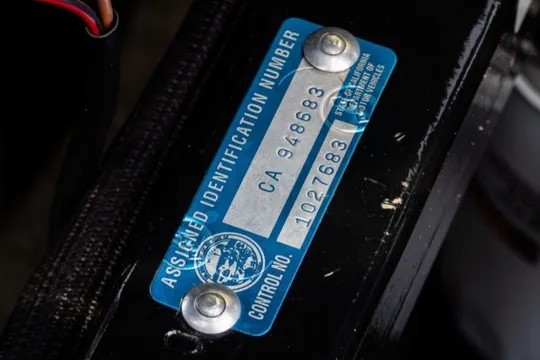 ASSIGNED IDENTIFICATION NUMBER
CA 948683
1027683
CONTROL NO.
STATE OF CALIFORNIA
DEPARTMENT OF
MOTOR VEHICLES